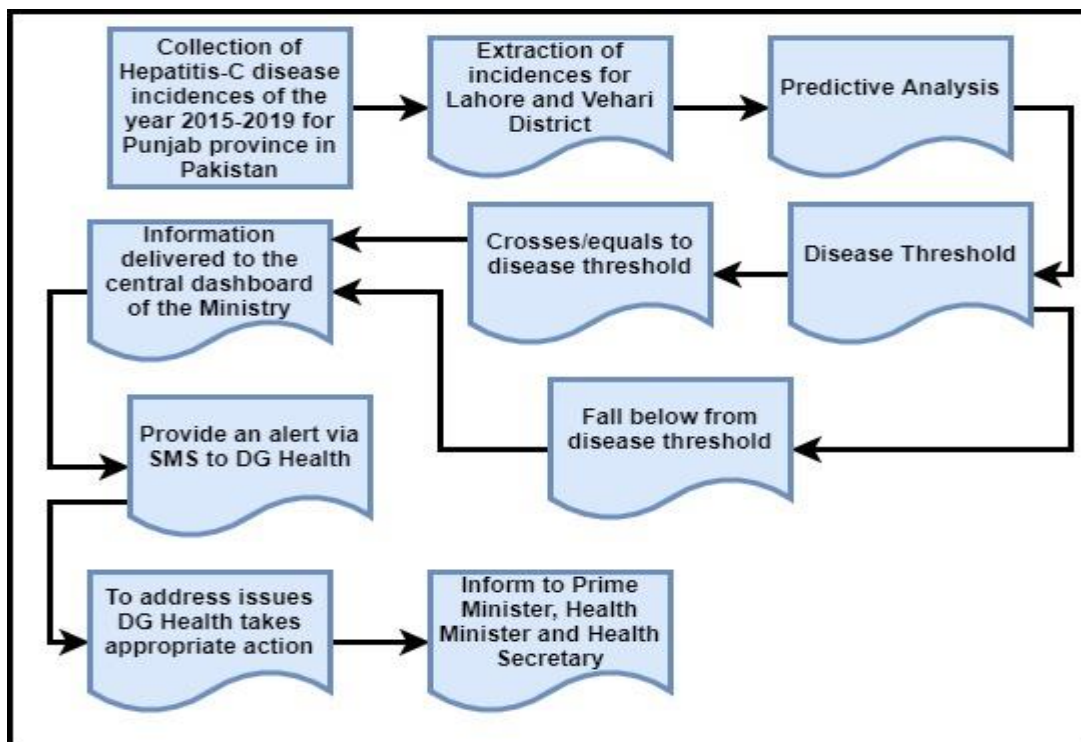 Collection of
Hepatitis-C disease
incidences of the
year 2015-2019 for
Punjab province in
Pakistan
Extraction of
incidences for
Lahore and Vehari
District
Predictive Analysis
Disease Threshold
Crosses/equals to
disease threshold
Information
delivered to the
central dashboard
of the Ministry
Fall below from
disease threshold
Provide an alert via
SMS to DG Health
To address issues
DG Health takes
appropriate action
Inform to Prime
Minister, Health
Minister and Health
Secretary